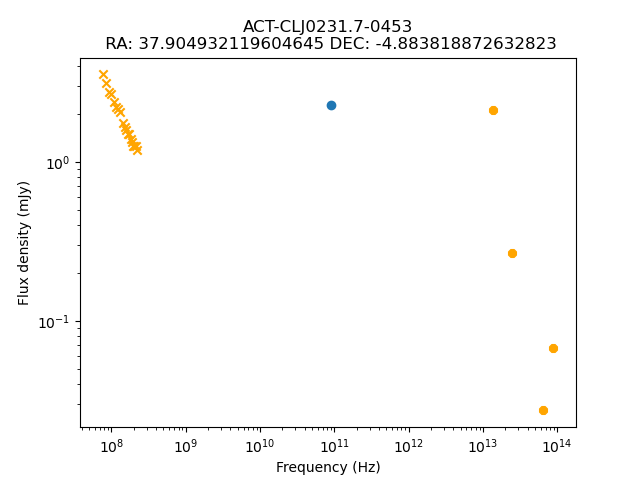 ACT-CLJ0231.7-0453
RA: 37.904932119604645 DEC: -4.883818872632823
Flux density (mJy)
10⁰
10⁻¹
10⁸ 10⁹ 10¹⁰ 10¹¹ 10¹² 10¹³ 10¹⁴
Frequency (Hz)